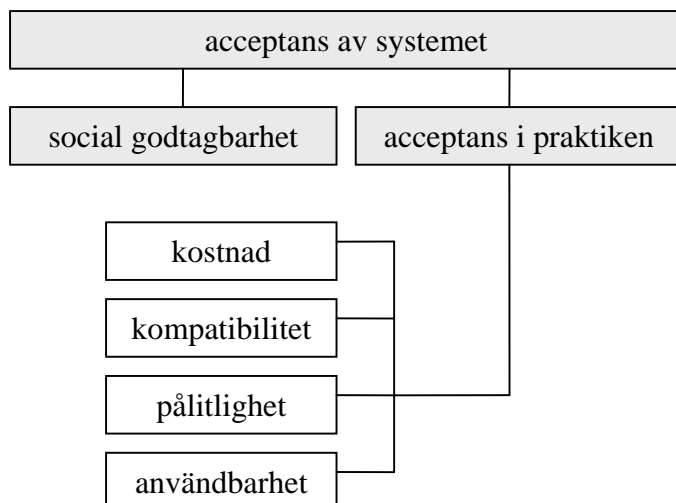 acceptans av systemet
social godtagbarhet
acceptans i praktiken
kostnad
kompatibilitet
pålitlighet
användbarhet